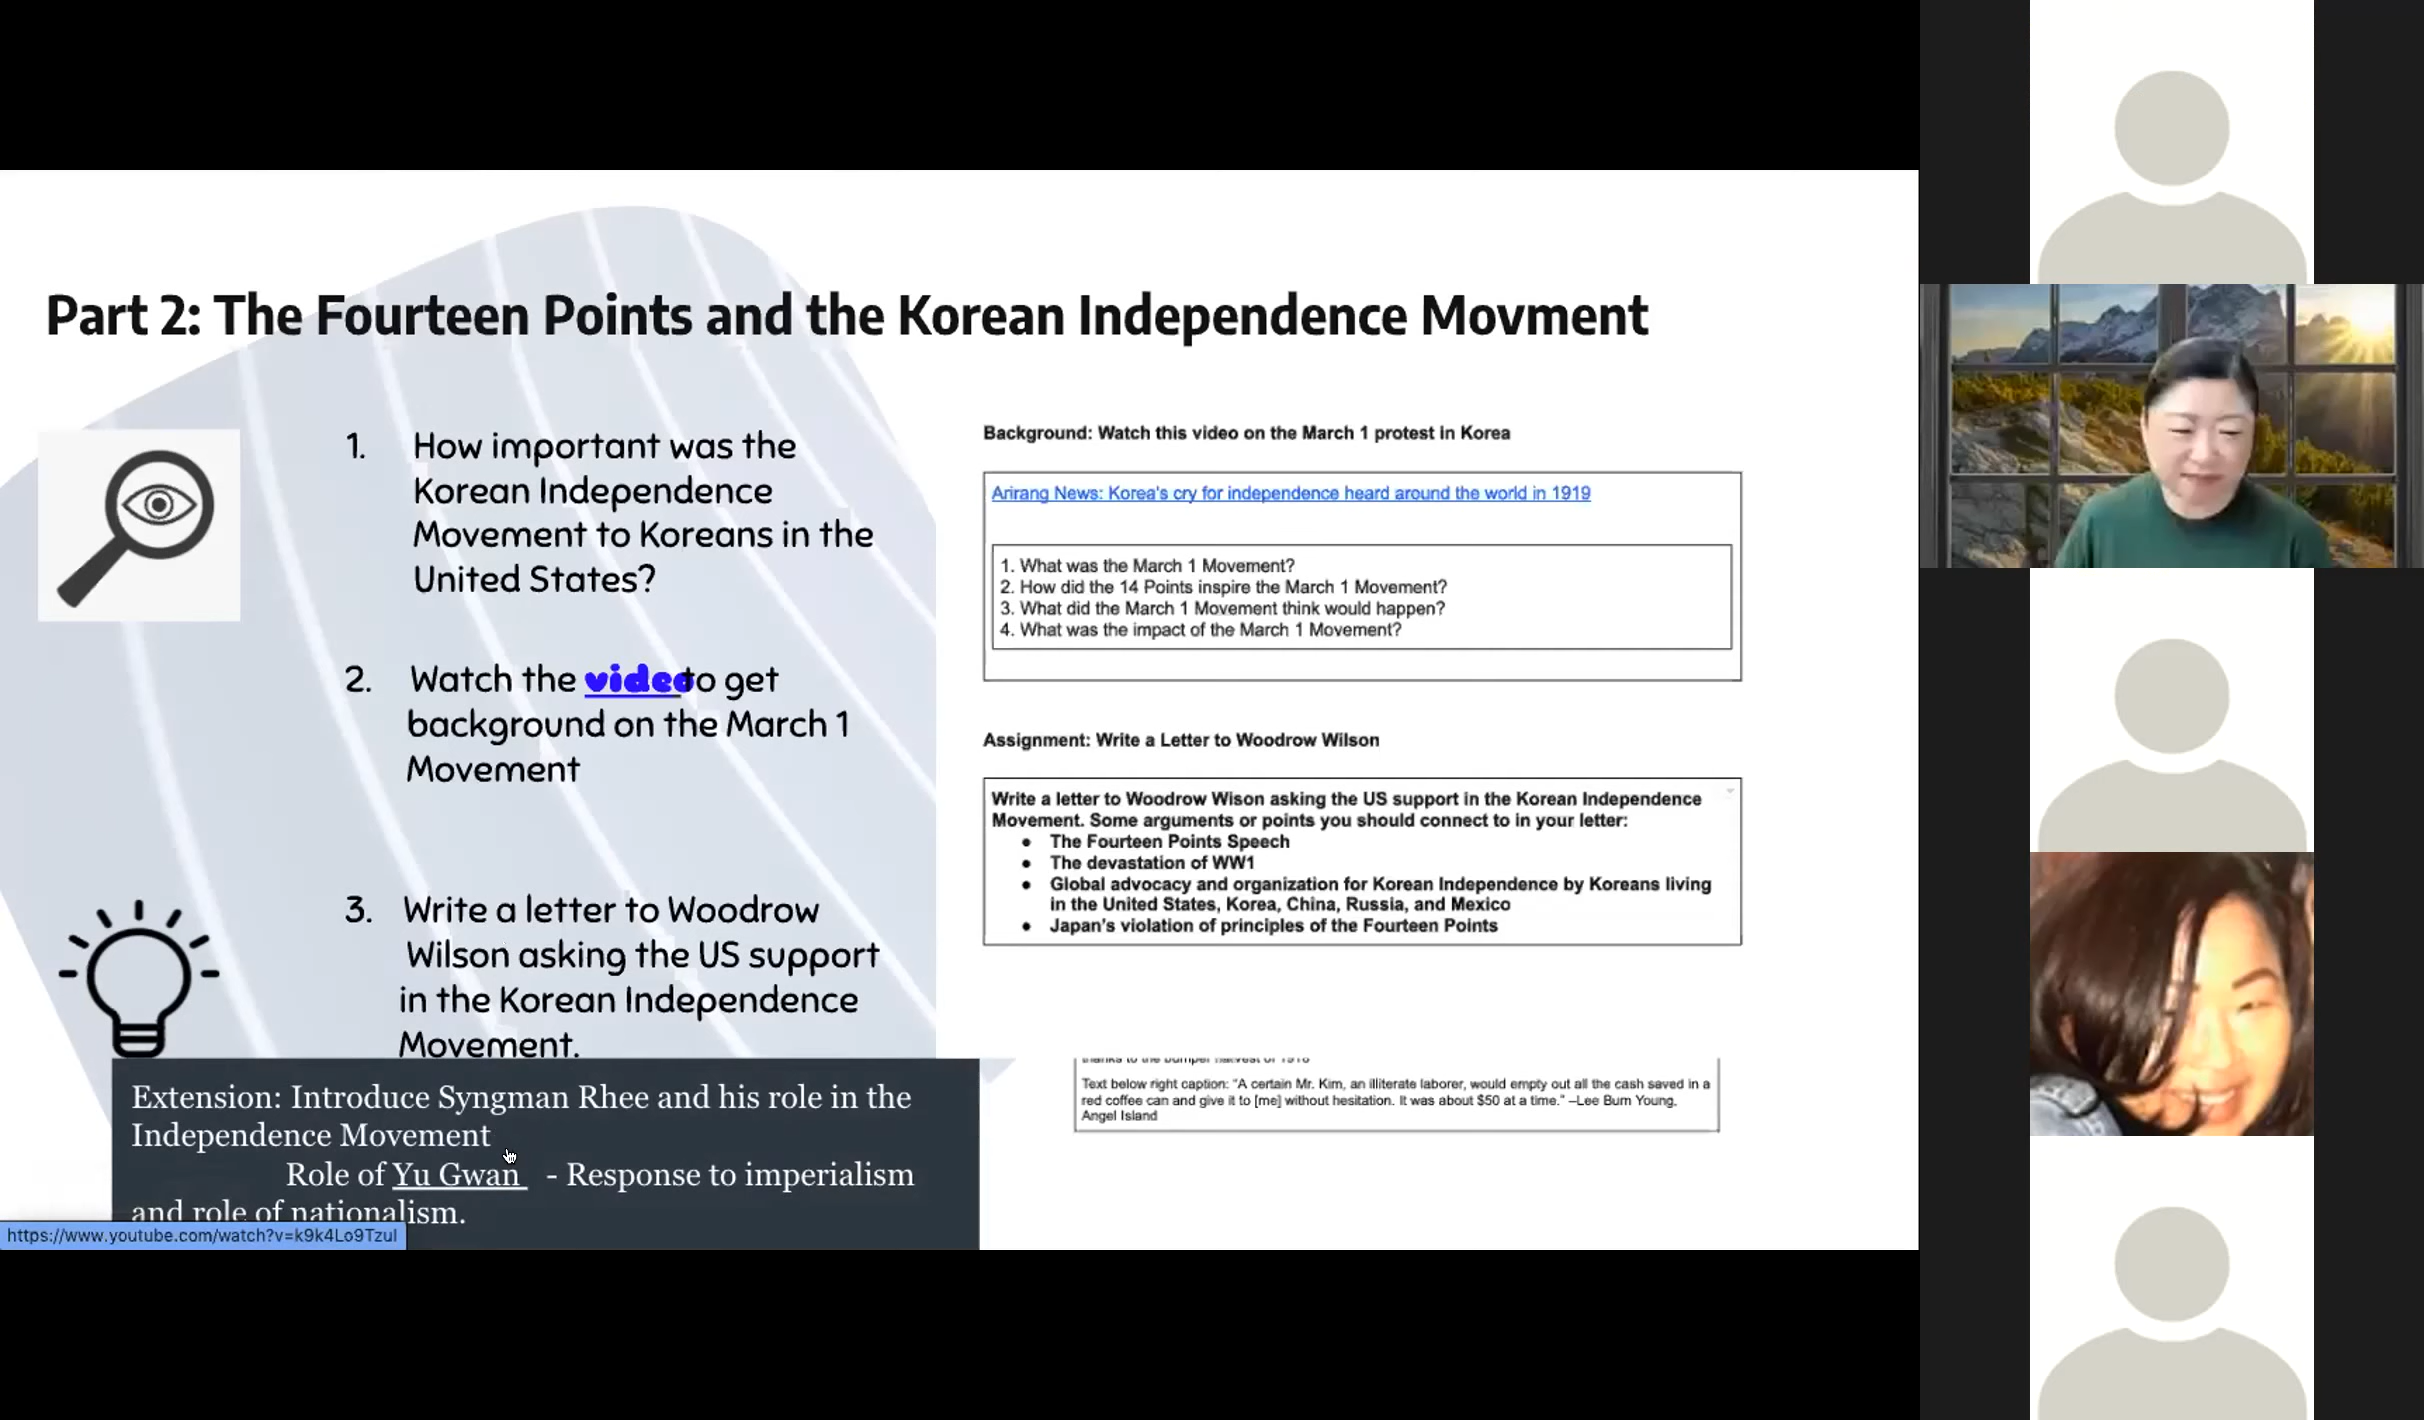 Part 2: The Fourteen Points and the Korean Independence Movment
1. How important was the
Korean Independence
Movement to Koreans in the
United States?
2. Watch the video to get
background on the March 1
Movement
3. Write a letter to Woodrow
Wilson asking the US support
in the Korean Independence
Movement.
Extension: Introduce Syngman Rhee and his role in the
Independence Movement
Role of Yu Gwan - Response to imperialism
and role of nationalism.
https://www.youtube.com/watch?v=k9k4Lo9TzuI
Background: Watch this video on the March 1 protest in Korea
Arirang News: Korea's cry for independence heard around the world in 1919
1. What was the March 1 Movement?
2. How did the 14 Points inspire the March 1 Movement?
3. What did the March 1 Movement think would happen?
4. What was the impact of the March 1 Movement?
Assignment: Write a Letter to Woodrow Wilson
Write a letter to Woodrow Wison asking the US support in the Korean Independence
Movement. Some arguments or points you should connect to in your letter:
● The Fourteen Points Speech
● The devastation of WW1
● Global advocacy and organization for Korean Independence by Koreans living
in the United States, Korea, China, Russia, and Mexico
● Japan's violation of principles of the Fourteen Points
thanks to the bumper harvest of 1918
Text below right caption: "A certain Mr. Kim, an illiterate laborer, would empty out all the cash saved in a
red coffee can and give it to [me] without hesitation. It was about $50 at a time." –Lee Bum Young,
Angel Island